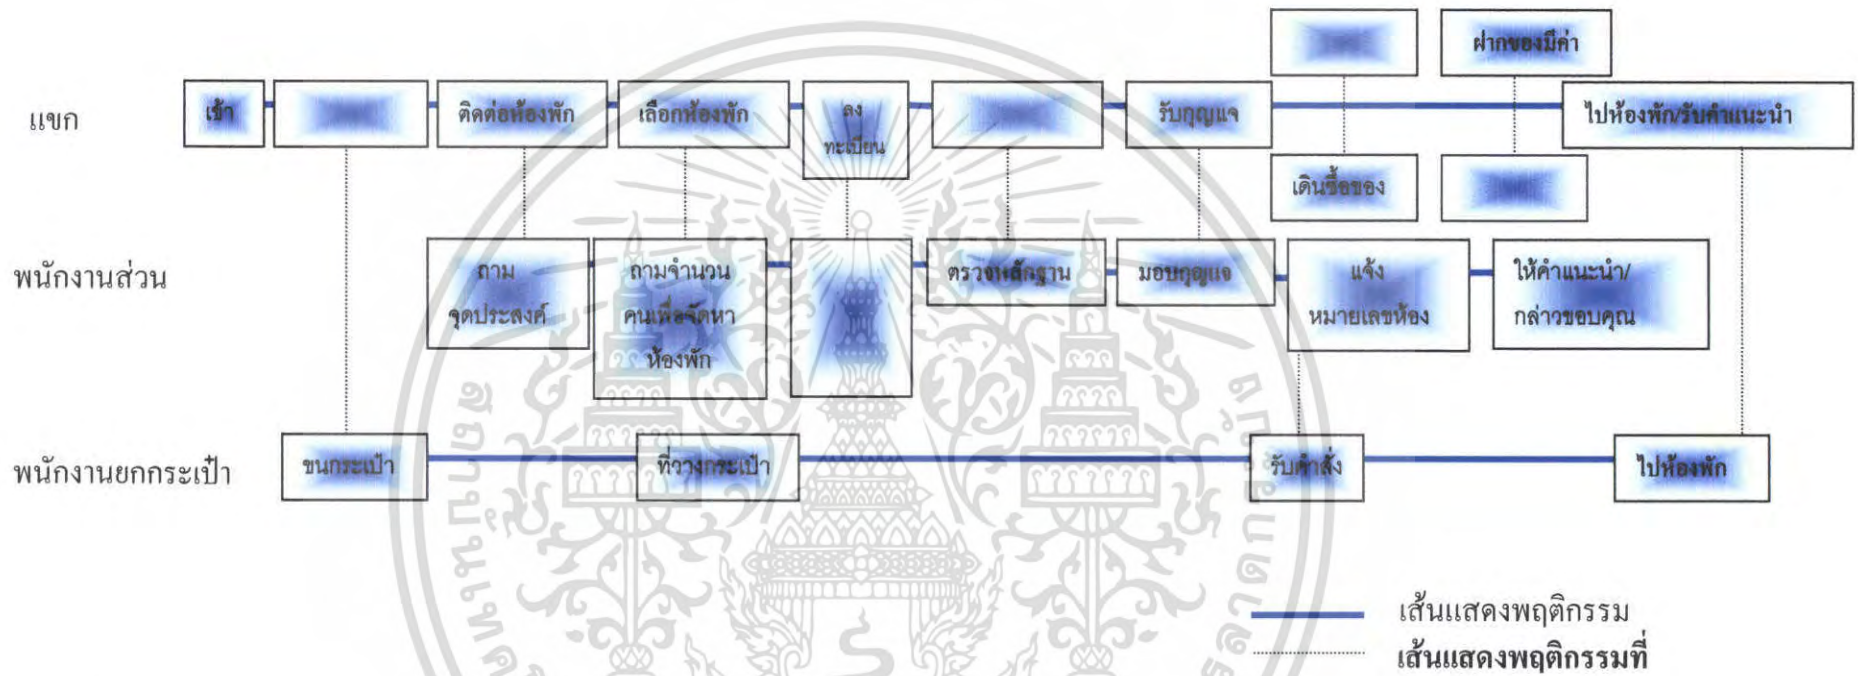 ฝากของมีค่า
แขก
เข้า
ติดต่อห้องพัก
เลือกห้องพัก
ลง
ทะเบียน
รับกุญแจ
ไปห้องพัก/รับคำแนะนำ
เดินซื้อของ
พนักงานส่วน
ถาม
จุดประสงค์
ถามจำนวน
คนเพื่อจัดหา
ห้องพัก
ตรวจหลักฐาน
มอบกุญแจ
แจ้ง
หมายเลขห้อง
ให้คำแนะนำ/
กล่าวขอบคุณ
พนักงานยกกระเป๋า
ขนกระเป๋า
ที่วางกระเป๋า
รับคำสั่ง
ไปห้องพัก
เส้นแสดงพฤติกรรม
เส้นแสดงพฤติกรรมที่